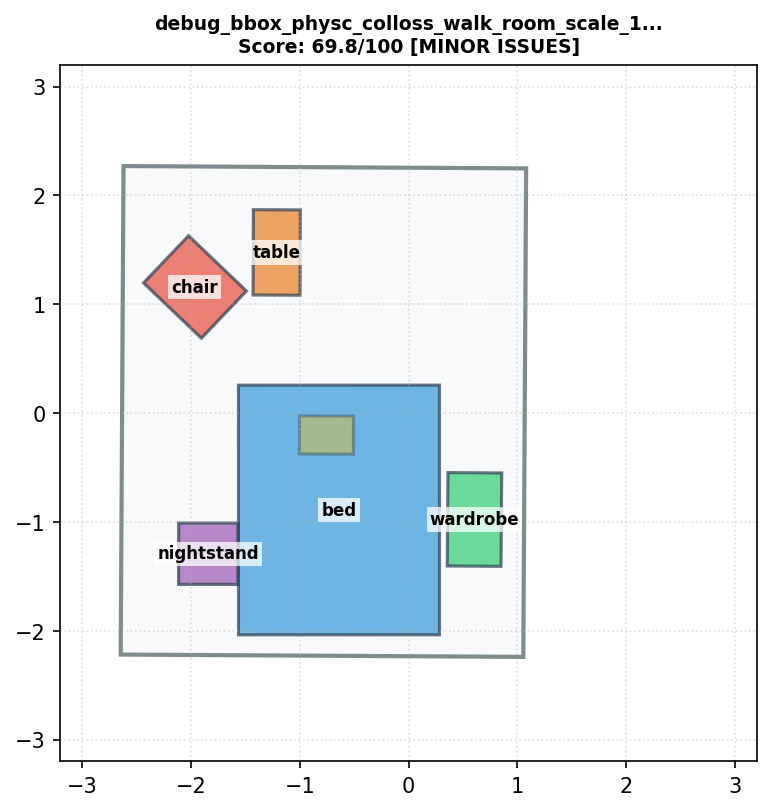 debug_bbox_physc_colloss_walk_room_scale_1...
Score: 69.8/100 [MINOR ISSUES]
3
2
table
chair
1
0
bed
wardrobe
−1
nightstand
−2
−3
−3
−2
−1
0
1
2
3